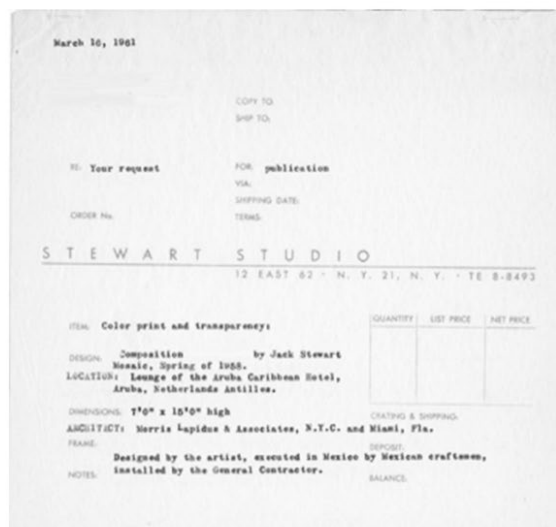 March 16, 1961
COPY TO:
SHIP TO:
RE: Your request
FOR: publication
VIA:
SHIPPING DATE:
ORDER No.
TERMS:
STEWART STUDIO
12 EAST 62 · N. Y. 21, N. Y. · TE 8-8493
ITEM: Color print and transparency:
QUANTITY LIST PRICE NET PRICE
DESIGN: Composition by Jack Stewart
Mosaic, Spring of
LOCATION: Lounge of the Aruba Caribbean Hotel,
Aruba, Netherlands Antilles.
DIMENSIONS: 7'0" x 15'0" high
CRATING & SHIPPING:
ARCHITECT: Morris Lapidus & Associates, N.Y.C. and Miami, Fla.
FRAME:
DEPOSIT:
Designed by the artist, executed in Mexico by Mexican craftsmen,
NOTES: installed by the General Contractor.
BALANCE: